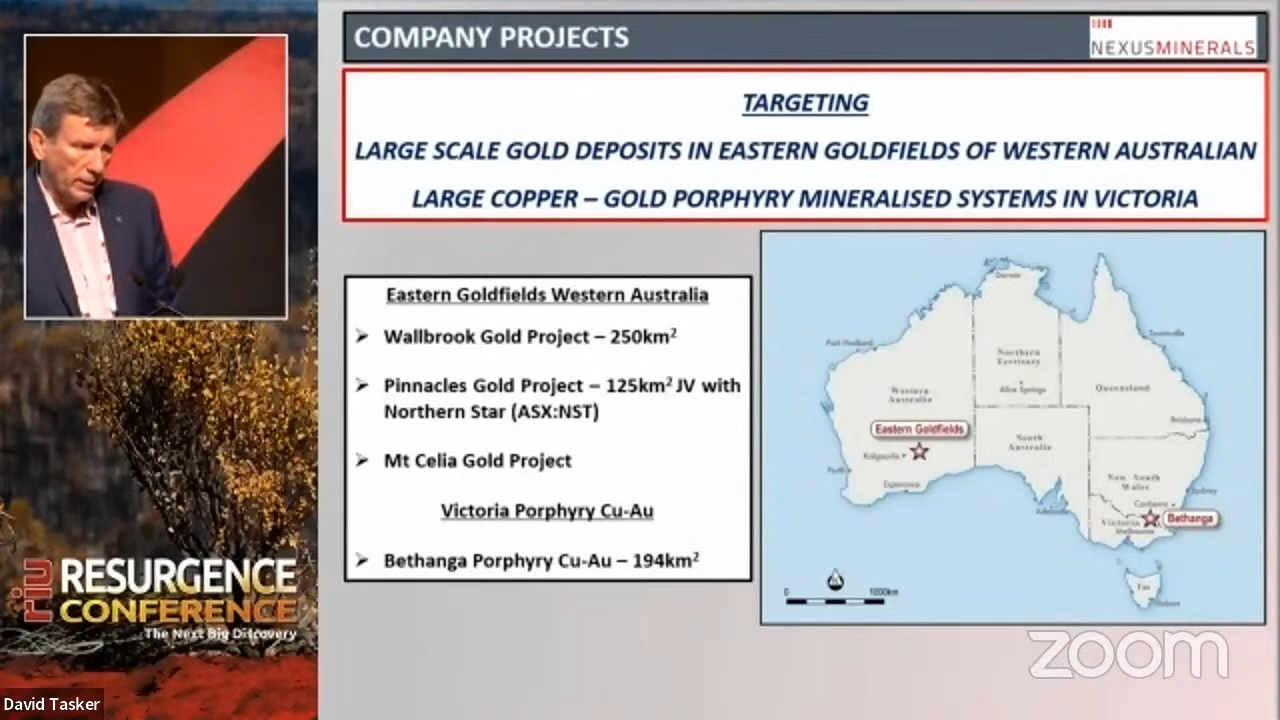 COMPANY PROJECTS
NEXUSMINERALS
TARGETING
LARGE SCALE GOLD DEPOSITS IN EASTERN GOLDFIELDS OF WESTERN AUSTRALIAN
LARGE COPPER – GOLD PORPHYRY MINERALISED SYSTEMS IN VICTORIA
Eastern Goldfields Western Australia
➢ Wallbrook Gold Project – 250km²
➢ Pinnacles Gold Project – 125km² JV with
Northern Star (ASX:NST)
➢ Mt Celia Gold Project
Victoria Porphyry Cu-Au
➢ Bethanga Porphyry Cu-Au – 194km²
Darwin
Townsville
Port Hedland
Northern
Territory
Alice Springs
Western
Australia
Queensland
Brisbane
Eastern Goldfields
Kalgoorlie
South
Australia
Perth
Esperance
New South
Wales
Sydney
Canberra
Adelaide
Victoria
Bethanga
Melbourne
Tas
Hobart
1000km
riu RESURGENCE
CONFERENCE
The Next Big Discovery
zoom
David Tasker